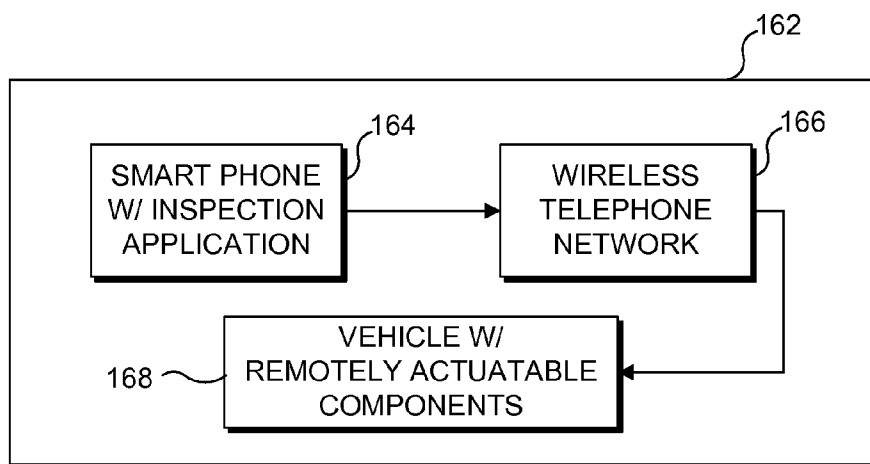 162
164
SMART PHONE
W/ INSPECTION
APPLICATION
166
WIRELESS
TELEPHONE
NETWORK
168
VEHICLE W/
REMOTELY ACTUATABLE
COMPONENTS